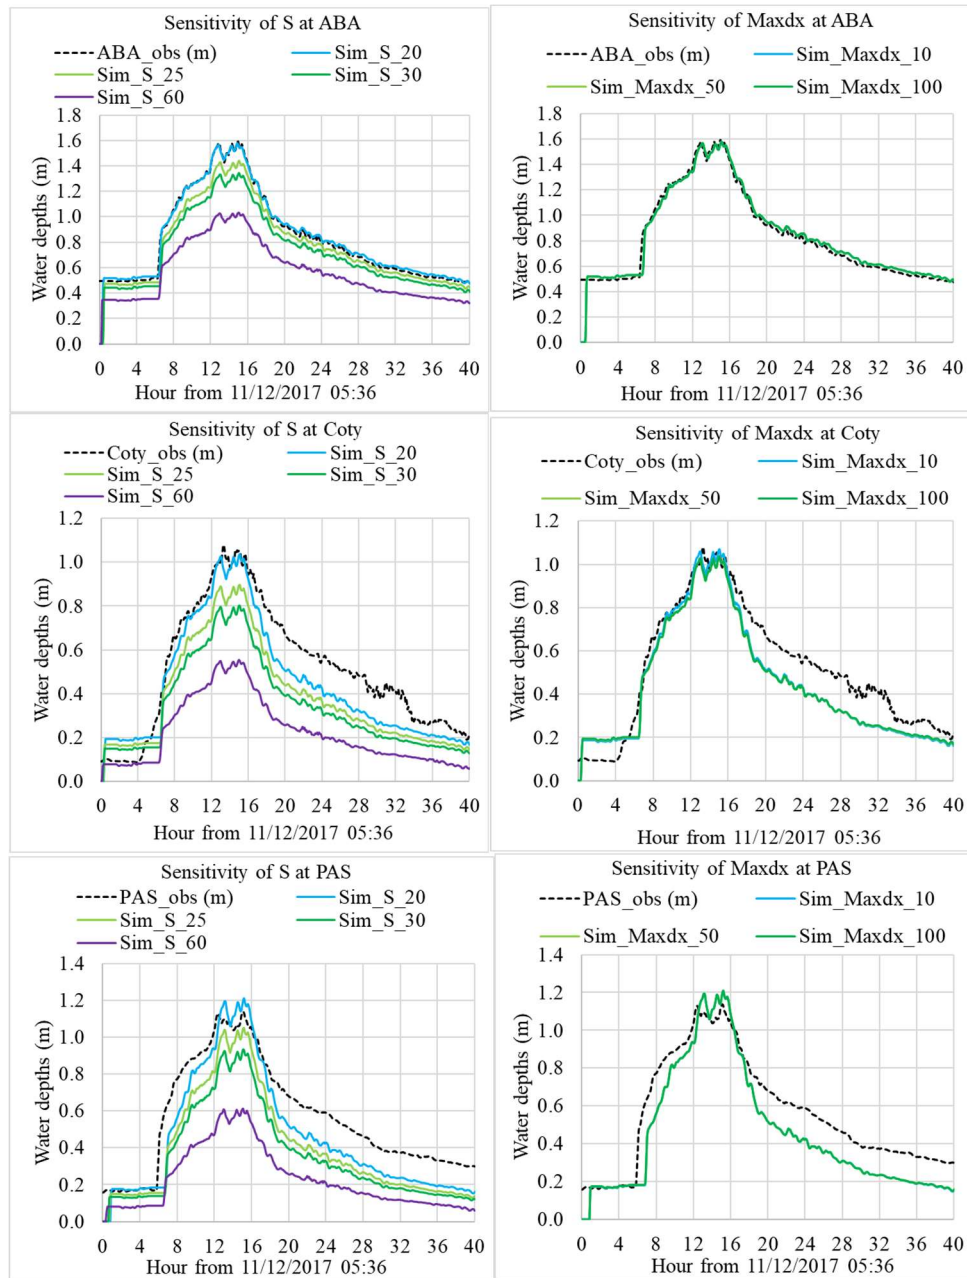 Sensitivity of S at ABA
ABA_obs (m) Sim_S_20
Sim_S_25 Sim_S_30
Sim_S_60
Water depths (m)
1.8
1.6
1.4
1.2
1.0
0.8
0.6
0.4
0.2
0.0
0 4 8 12 16 20 24 28 32 36 40
Hour from 11/12/2017 05:36
Sensitivity of Maxdx at ABA
ABA_obs (m) Sim_Maxdx_10
Sim_Maxdx_50 Sim_Maxdx_100
Water depths (m)
1.8
1.6
1.4
1.2
1.0
0.8
0.6
0.4
0.2
0.0
0 4 8 12 16 20 24 28 32 36 40
Hour from 11/12/2017 05:36
Sensitivity of S at Coty
Coty_obs (m) Sim_S_20
Sim_S_25 Sim_S_30
Sim_S_60
Water depths (m)
1.2
1.0
0.8
0.6
0.4
0.2
0.0
0 4 8 12 16 20 24 28 32 36 40
Hour from 11/12/2017 05:36
Sensitivity of Maxdx at Coty
Coty_obs (m) Sim_Maxdx_10
Sim_Maxdx_50 Sim_Maxdx_100
Water depths (m)
1.2
1.0
0.8
0.6
0.4
0.2
0.0
0 4 8 12 16 20 24 28 32 36 40
Hour from 11/12/2017 05:36
Sensitivity of S at PAS
PAS_obs (m) Sim_S_20
Sim_S_25 Sim_S_30
Sim_S_60
Water depths (m)
1.4
1.2
1.0
0.8
0.6
0.4
0.2
0.0
0 4 8 12 16 20 24 28 32 36 40
Hour from 11/12/2017 05:36
Sensitivity of Maxdx at PAS
PAS_obs (m) Sim_Maxdx_10
Sim_Maxdx_50 Sim_Maxdx_100
Water depths (m)
1.4
1.2
1.0
0.8
0.6
0.4
0.2
0.0
0 4 8 12 16 20 24 28 32 36 40
Hour from 11/12/2017 05:36